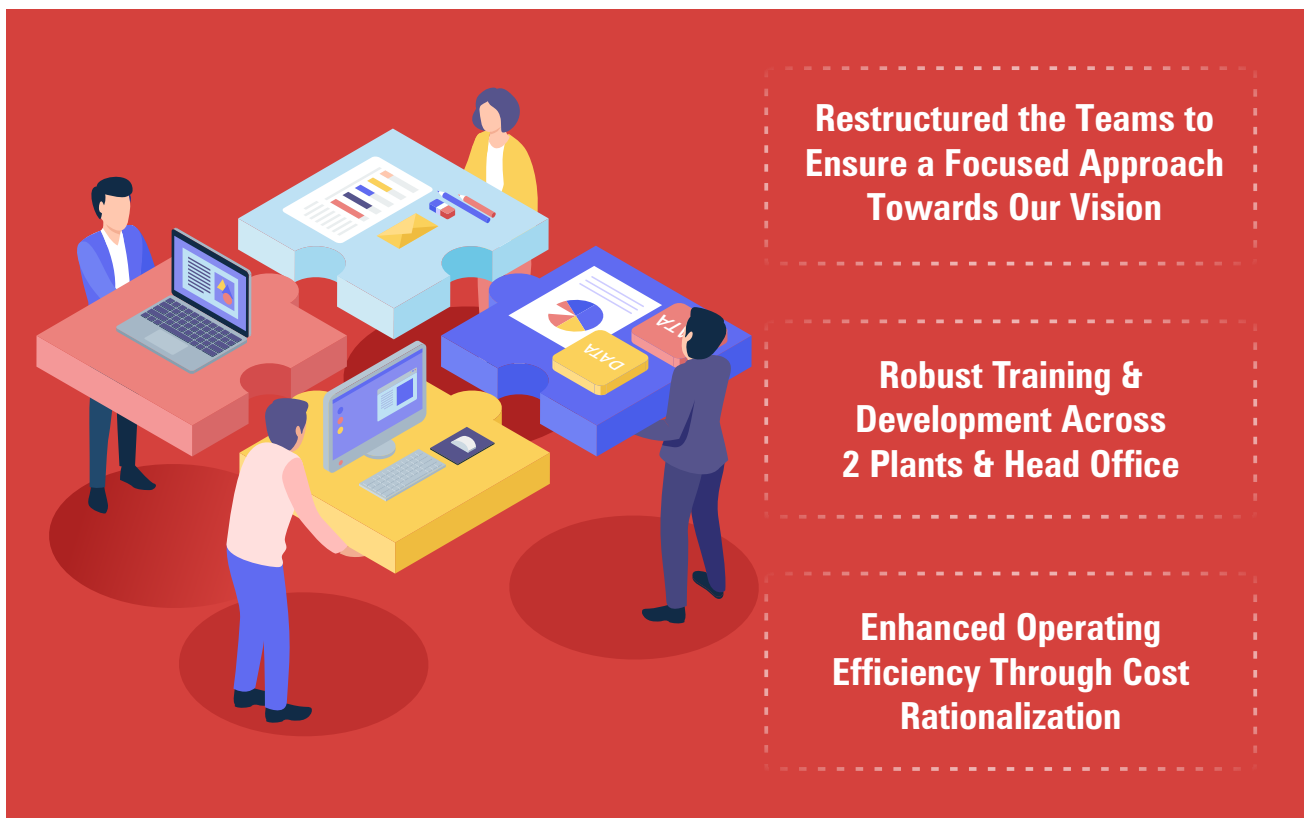 Restructured the Teams to
Ensure a Focused Approach
Towards Our Vision
DATA
DATA
Robust Training &
Development Across
2 Plants & Head Office
Enhanced Operating
Efficiency Through Cost
Rationalization